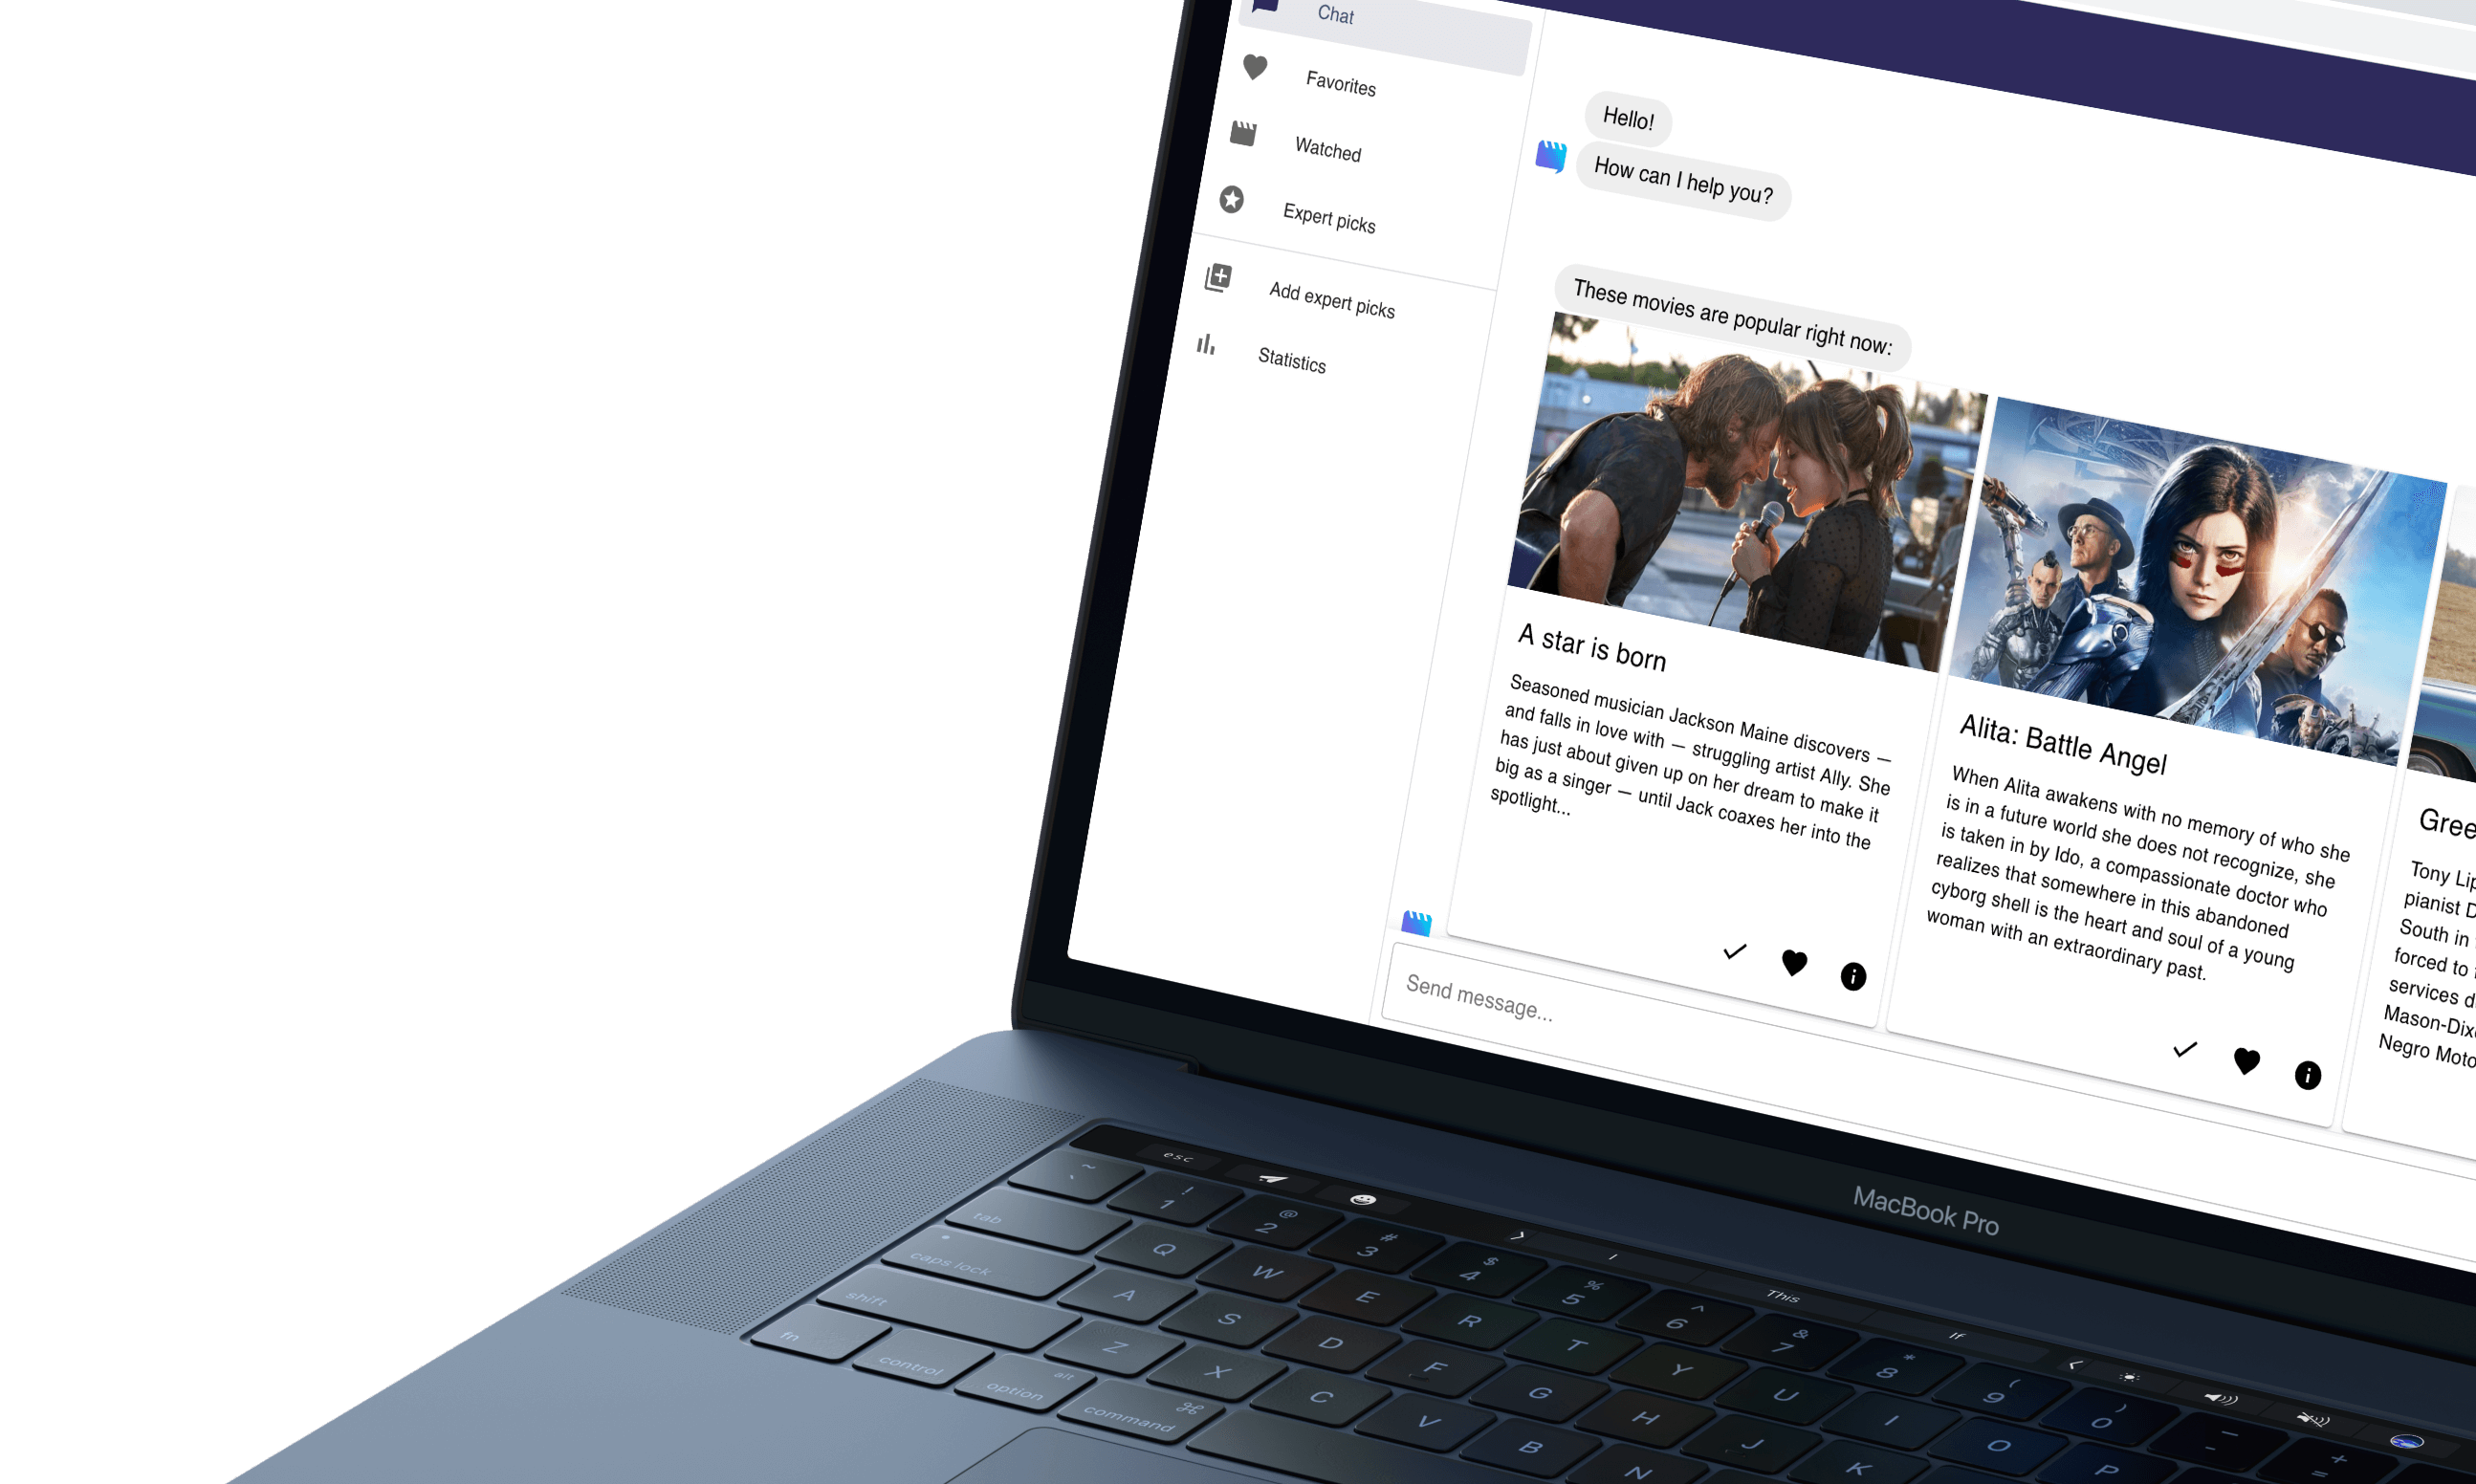 Chat
Favorites
Watched
Expert picks
Add expert picks
Statistics
Hello!
How can I help you?
These movies are popular right now:
A star is born
Seasoned musician Jackson Maine discovers —
and falls in love with — struggling artist Ally. She
has just about given up on her dream to make it
big as a singer — until Jack coaxes her into the
spotlight...
Alita: Battle Angel
When Alita awakens with no memory of who she
is in a future world she does not recognize, she
is taken in by Ido, a compassionate doctor who
realizes that somewhere in this abandoned
cyborg shell is the heart and soul of a young
woman with an extraordinary past.
Gree
Tony Lip
pianist D
South in
forced to
services d
Mason-Dix
Negro Moto
Send message...
MacBook Pro
esc
This
If
~ ` ! 1 @ 2 # 3 $ 4 % 5 ^ 6 & 7 * 8 ( 9 ) 0 _ - + =
tab Q W E R T Y U I O P
caps lock A S D F G H J K
shift Z X C V B N
fn control alt option ⌘ command